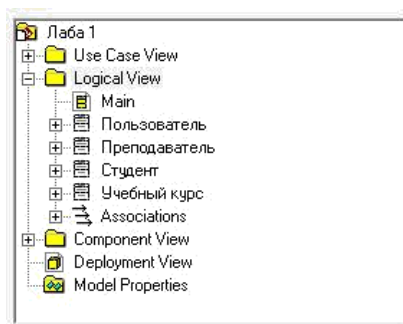 Лаба 1
Use Case View
Logical View
Main
Пользователь
Преподаватель
Студент
Учебный курс
Associations
Component View
Deployment View
Model Properties